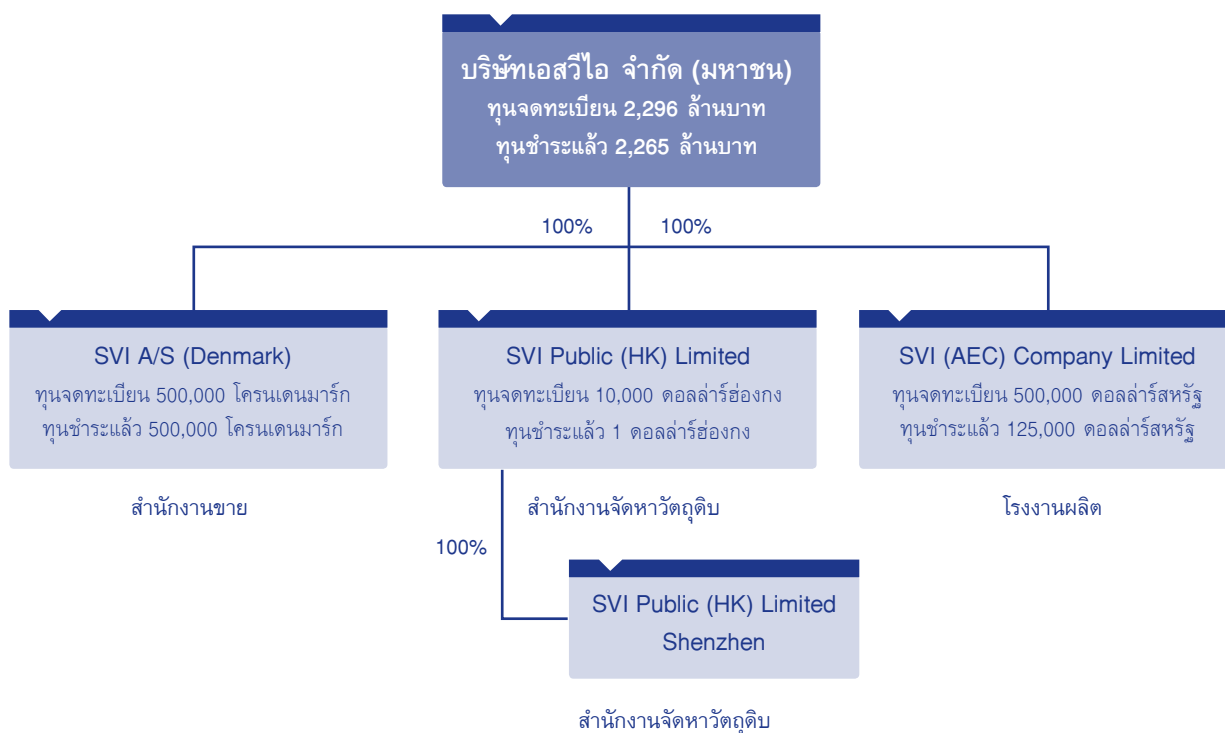 บริษัทเอสวีไอ จำกัด (มหาชน)
ทุนจดทะเบียน 2,296 ล้านบาท
ทุนชำระแล้ว 2,265 ล้านบาท
100%
100%
SVI A/S (Denmark)
ทุนจดทะเบียน 500,000 โครนเดนมาร์ก
ทุนชำระแล้ว 500,000 โครนเดนมาร์ก
สำนักงานขาย
SVI Public (HK) Limited
ทุนจดทะเบียน 10,000 ดอลล่าร์ฮ่องกง
ทุนชำระแล้ว 1 ดอลล่าร์ฮ่องกง
สำนักงานจัดหาวัตถุดิบ
SVI (AEC) Company Limited
ทุนจดทะเบียน 500,000 ดอลล่าร์สหรัฐ
ทุนชำระแล้ว 125,000 ดอลล่าร์สหรัฐ
โรงงานผลิต
100%
SVI Public (HK) Limited
Shenzhen
สำนักงานจัดหาวัตถุดิบ